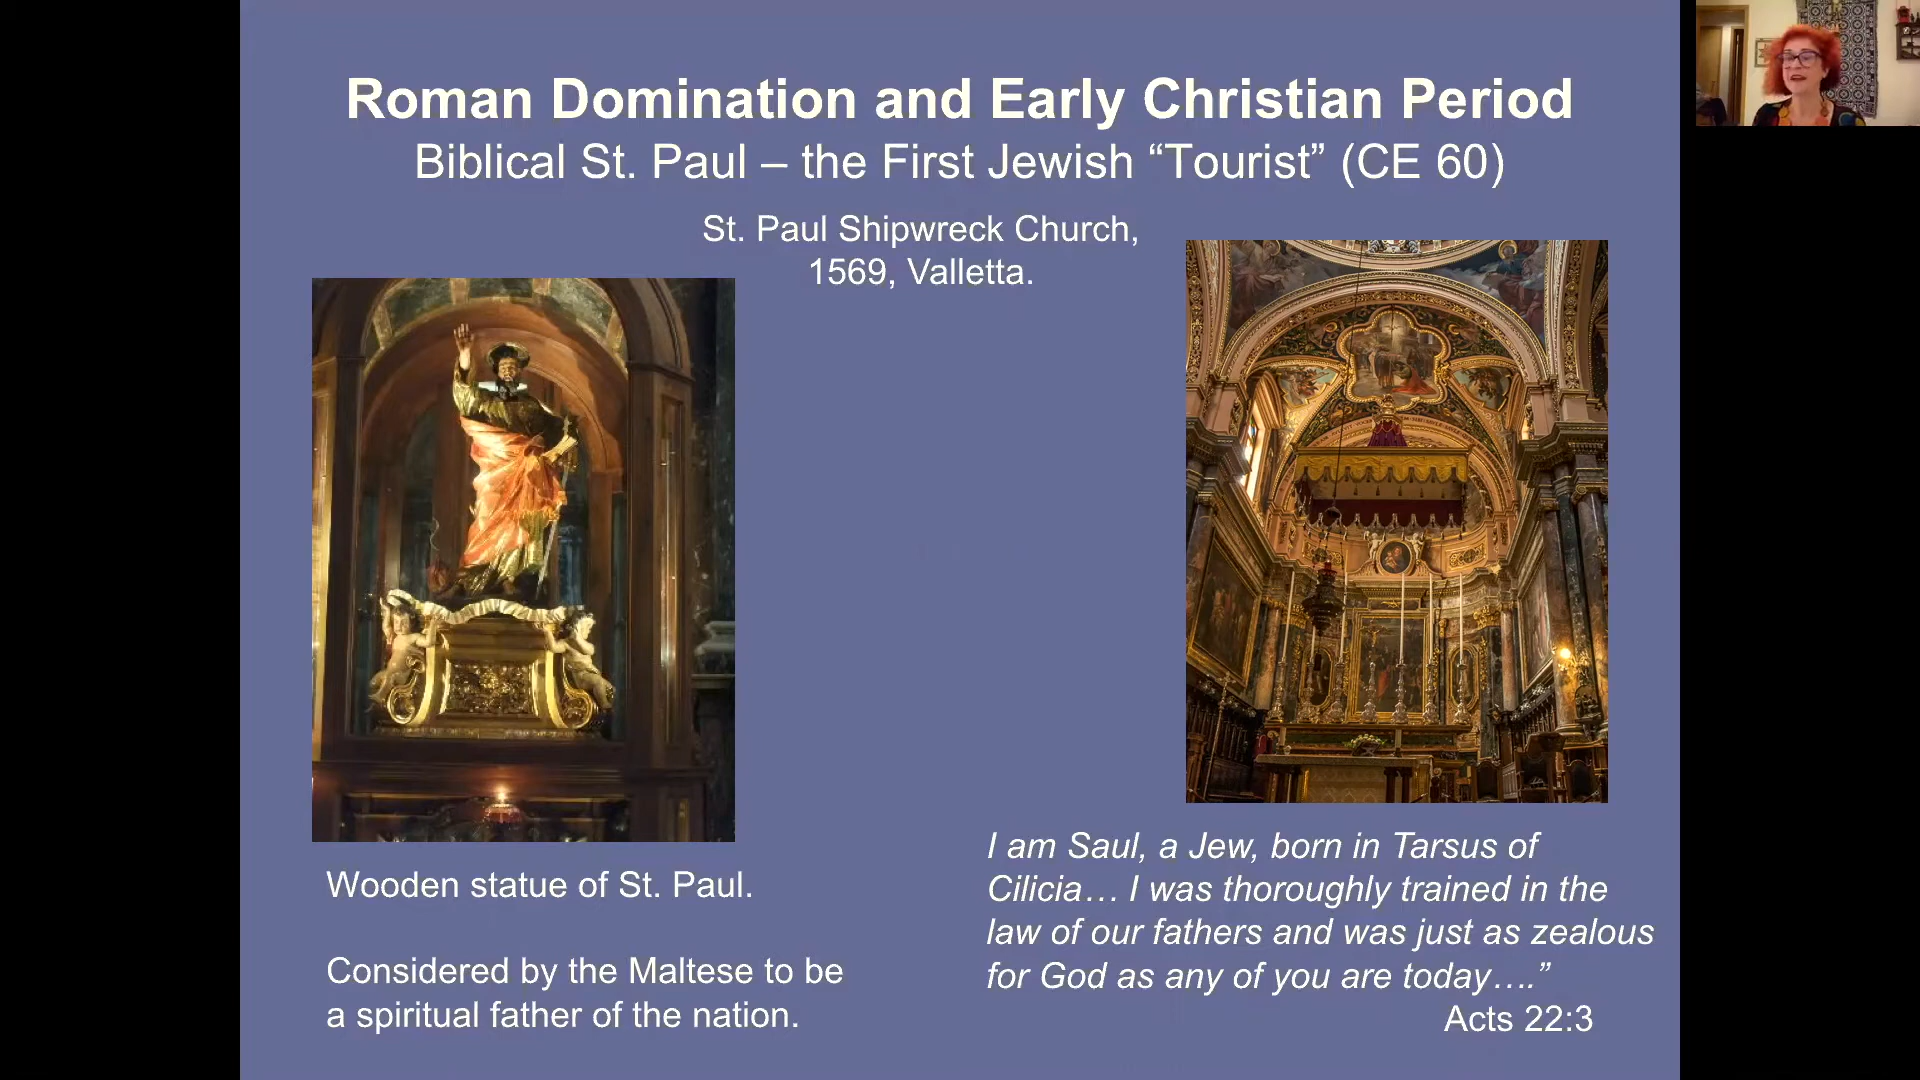 Roman Domination and Early Christian Period
Biblical St. Paul – the First Jewish “Tourist” (CE 60)
St. Paul Shipwreck Church,
1569, Valletta.
Wooden statue of St. Paul.
Considered by the Maltese to be
a spiritual father of the nation.
I am Saul, a Jew, born in Tarsus of
Cilicia… I was thoroughly trained in the
law of our fathers and was just as zealous
for God as any of you are today….”
Acts 22:3